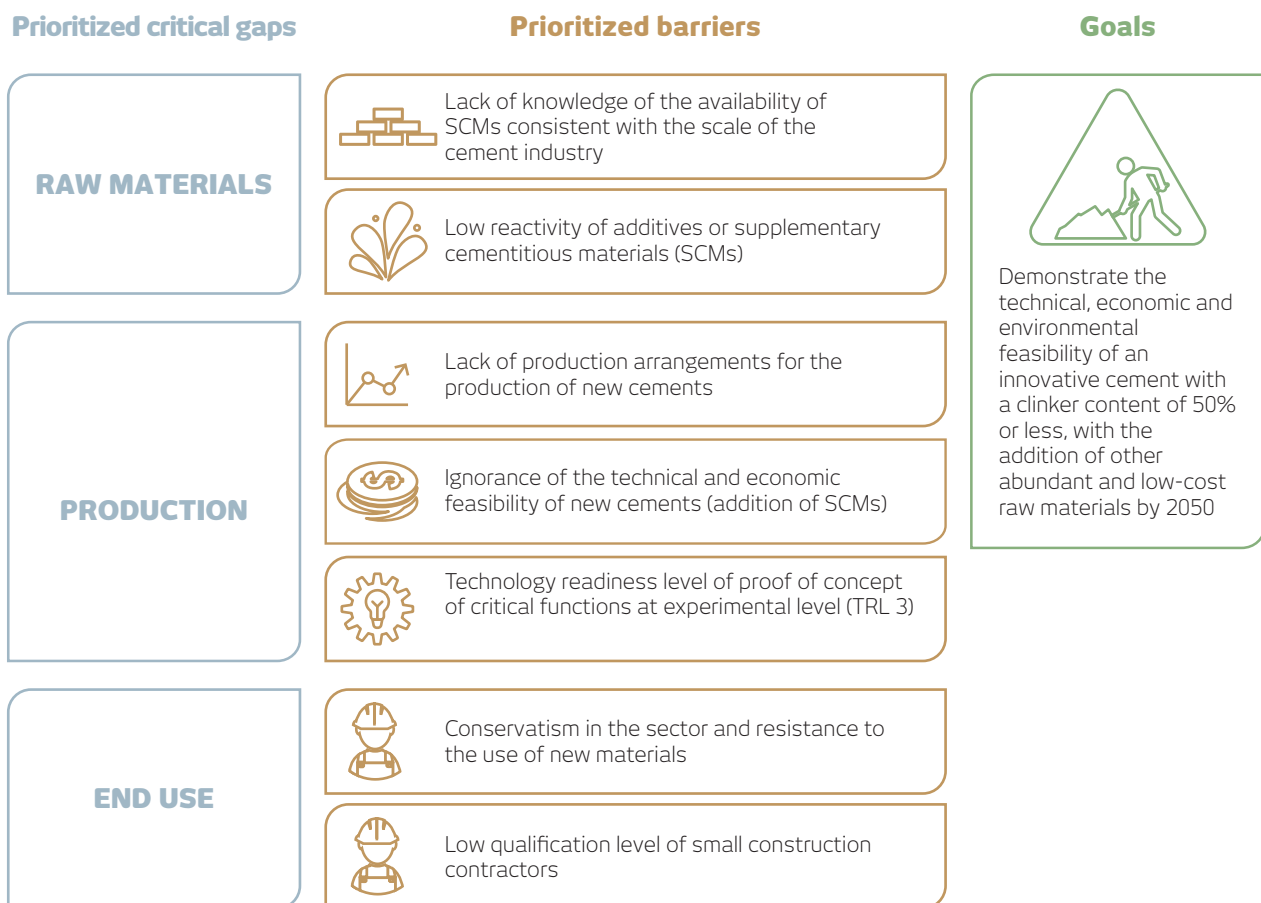 Prioritized critical gaps
Prioritized barriers
Goals
RAW MATERIALS
Lack of knowledge of the availability of
SCMs consistent with the scale of the
cement industry
Low reactivity of additives or supplementary
cementitious materials (SCMs)
PRODUCTION
Lack of production arrangements for the
production of new cements
Ignorance of the technical and economic
feasibility of new cements (addition of SCMs)
Technology readiness level of proof of concept
of critical functions at experimental level (TRL 3)
END USE
Conservatism in the sector and resistance to
the use of new materials
Low qualification level of small construction
contractors
Demonstrate the
technical, economic and
environmental
feasibility of an
innovative cement with
a clinker content of 50%
or less, with the
addition of other
abundant and low-cost
raw materials by 2050